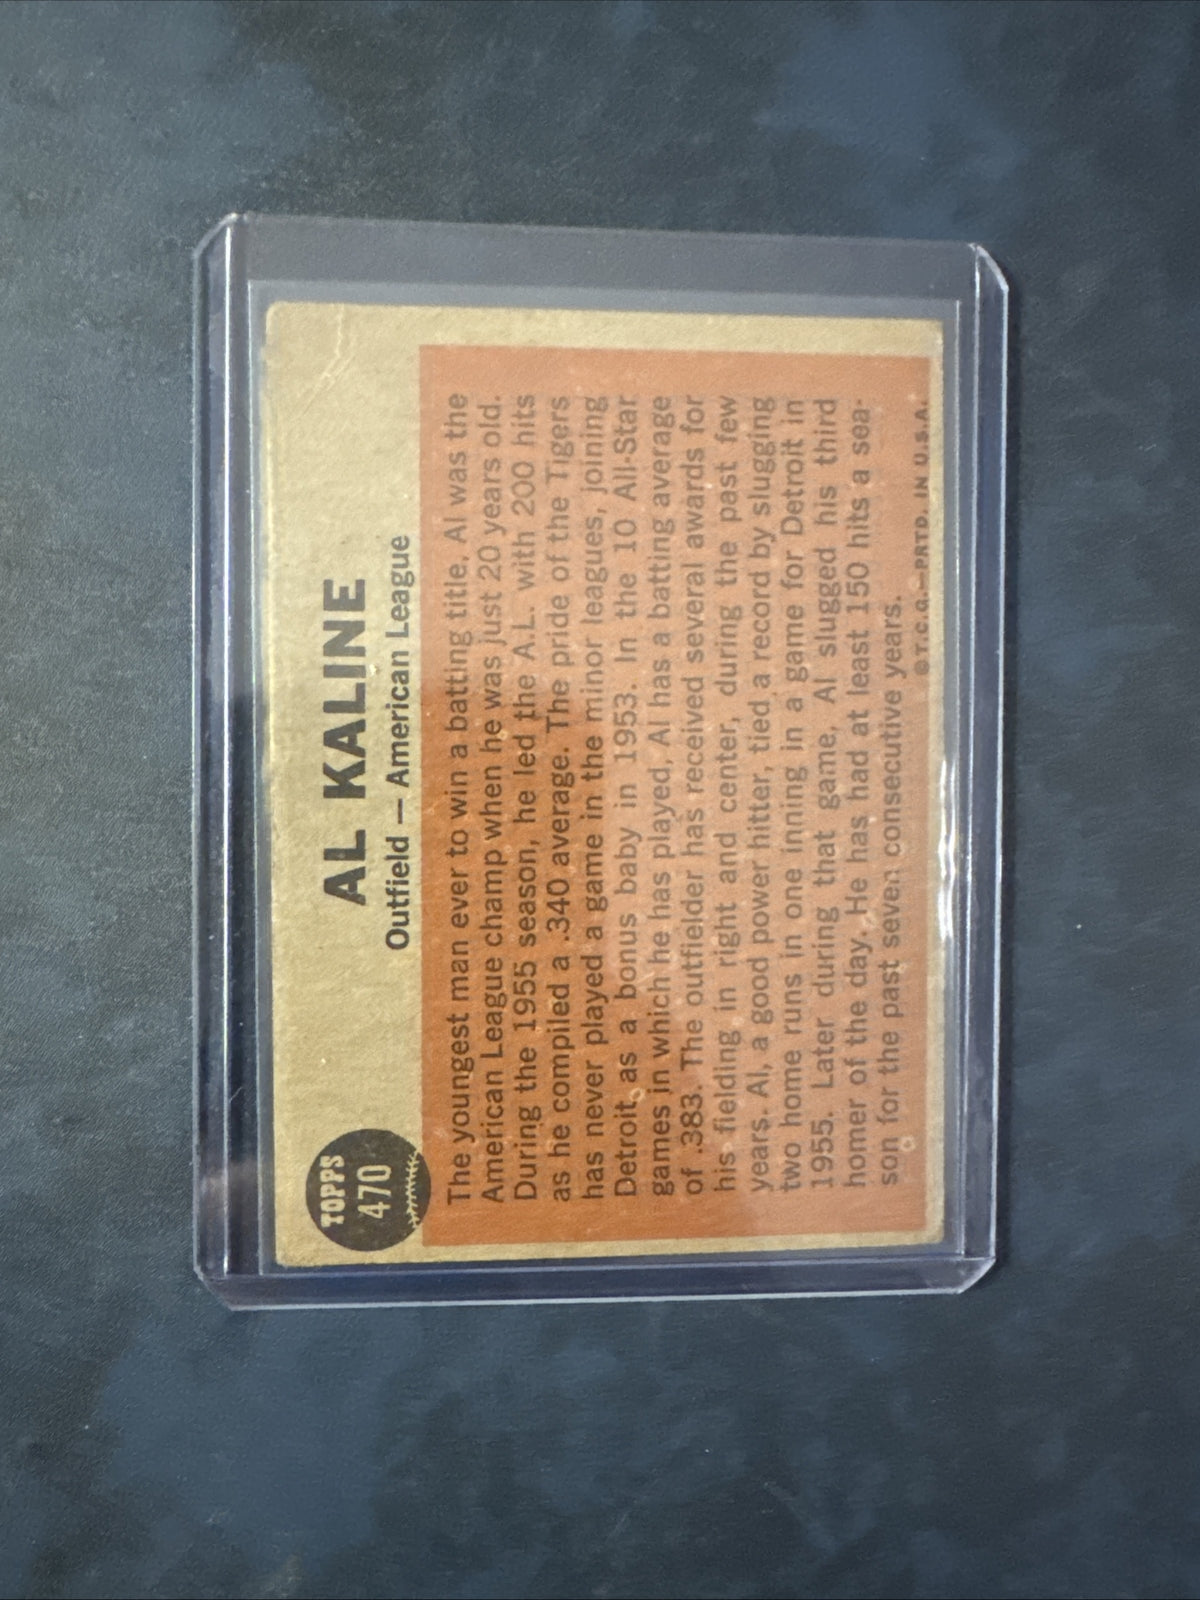 TOPPS
470
AL KALINE
Outfield — American League
The youngest man ever to win a batting title, Al was the
American League champ when he was just 20 years old.
During the 1955 season, he led the A.L. with 200 hits
as he compiled a .340 average. The pride of the Tigers
has never played a game in the minor leagues, joining
Detroit as a bonus baby in 1953. In the 10 All-Star
games in which he has played, Al has a batting average
of .383. The outfielder has received several awards for
his fielding in right and center, during the past few
years. Al, a good power hitter, tied a record by slugging
two home runs in one inning in a game for Detroit in
1955. Later during that game, Al slugged his third
homer of the day. He has had at least 150 hits a sea-
son for the past seven consecutive years.
©T.C.G.—PRTD. IN U.S.A.